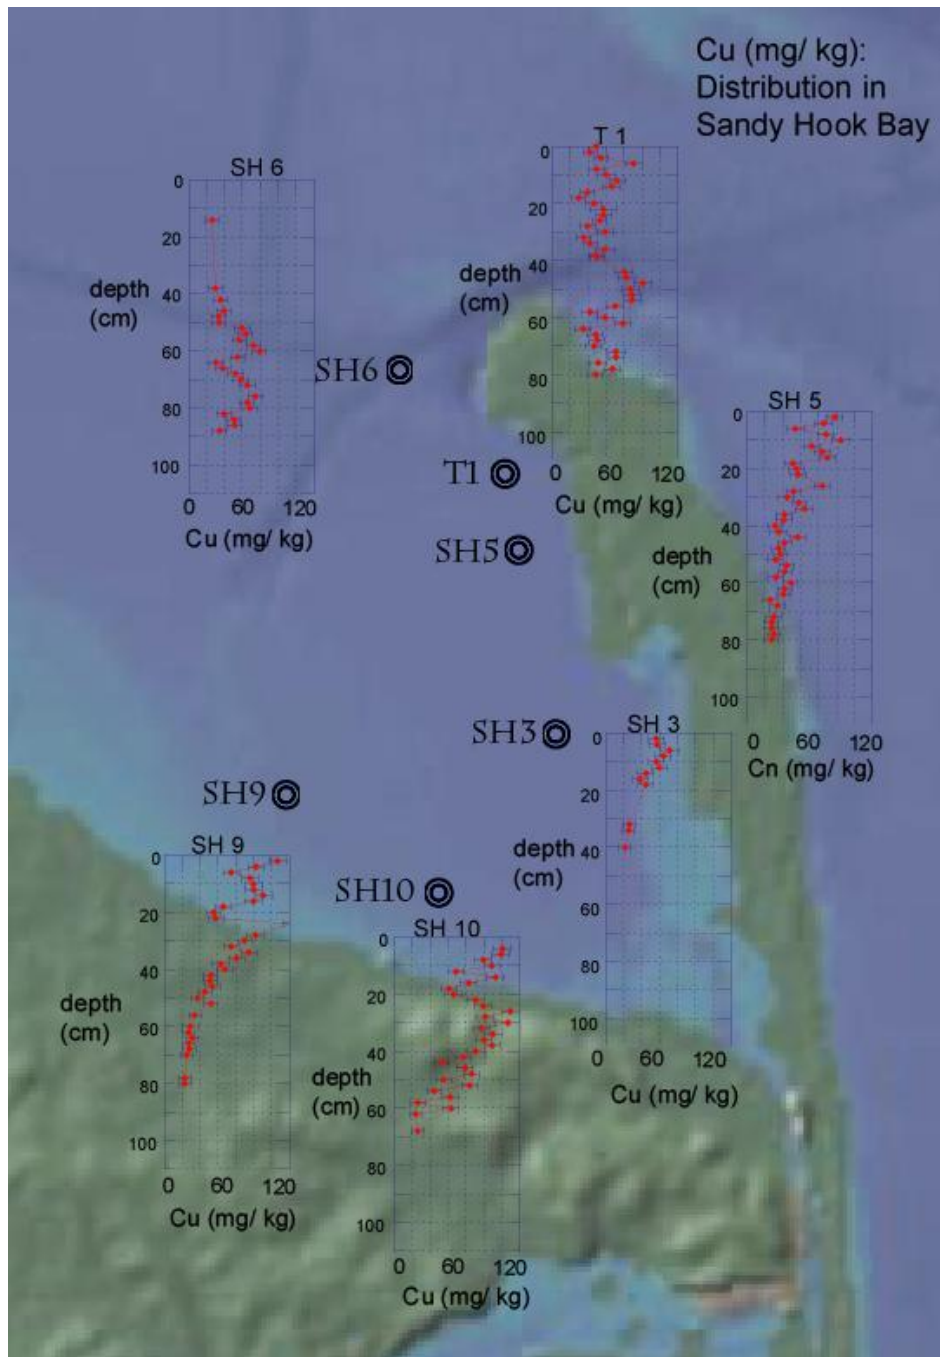 Cu (mg/ kg):
Distribution in
Sandy Hook Bay
T 1
0
20
40
60
80
100
depth
(cm)
0 60 120
Cu (mg/ kg)
SH 6
0
20
40
60
80
100
depth
(cm)
0 60 120
Cu (mg/ kg)
SH6
T1
SH5
SH 5
0
20
40
60
80
100
depth
(cm)
0 60 120
Cn (mg/ kg)
SH3
SH 3
0
20
40
60
80
100
depth
(cm)
0 60 120
Cu (mg/ kg)
SH9
SH 9
0
20
40
60
80
100
depth
(cm)
0 60 120
Cu (mg/ kg)
SH10
SH 10
0
20
40
60
80
100
depth
(cm)
0 60 120
Cu (mg/ kg)